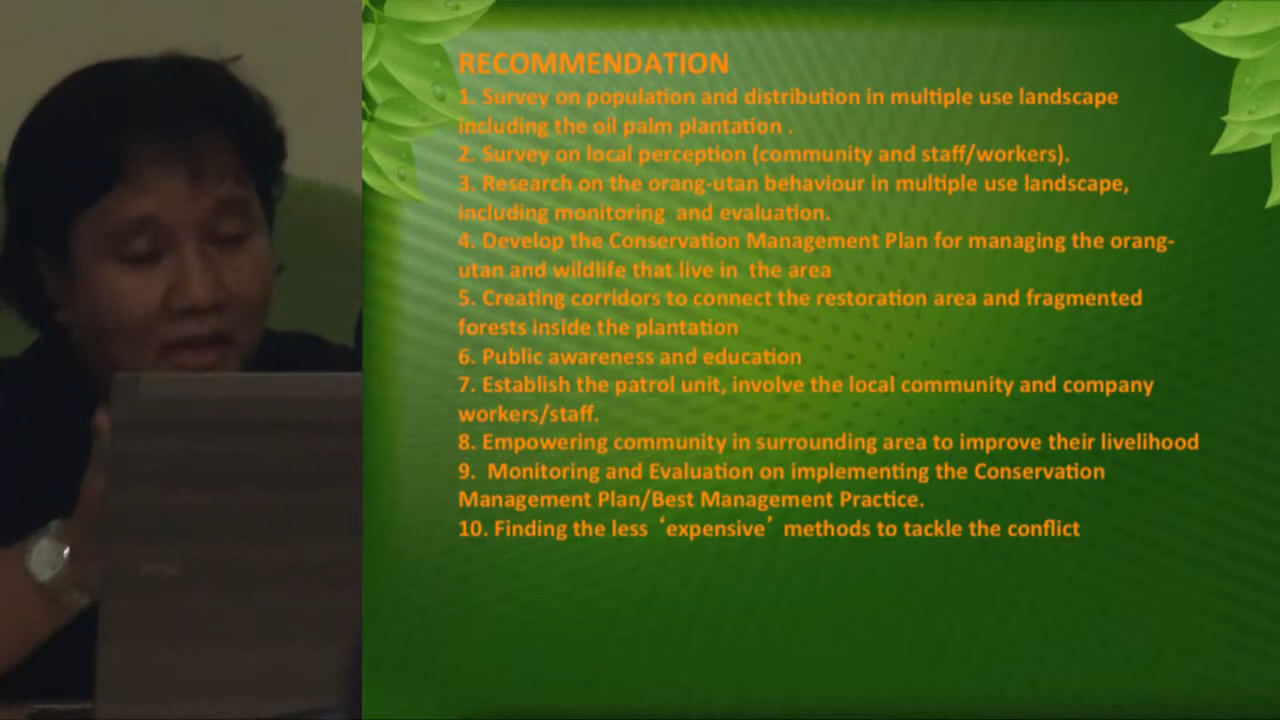 RECOMMENDATION
1. Survey on population and distribution in multiple use landscape
including the oil palm plantation .
2. Survey on local perception (community and staff/workers).
3. Research on the orang-utan behaviour in multiple use landscape,
including monitoring  and evaluation.
4. Develop the Conservation Management Plan for managing the orang-
utan and wildlife that live in  the area
5. Creating corridors to connect the restoration area and fragmented
forests inside the plantation
6. Public awareness and education
7. Establish the patrol unit, involve the local community and company
workers/staff.
8. Empowering community in surrounding area to improve their livelihood
9.  Monitoring and Evaluation on implementing the Conservation
Management Plan/Best Management Practice.
10. Finding the less ‘expensive’ methods to tackle the conflict